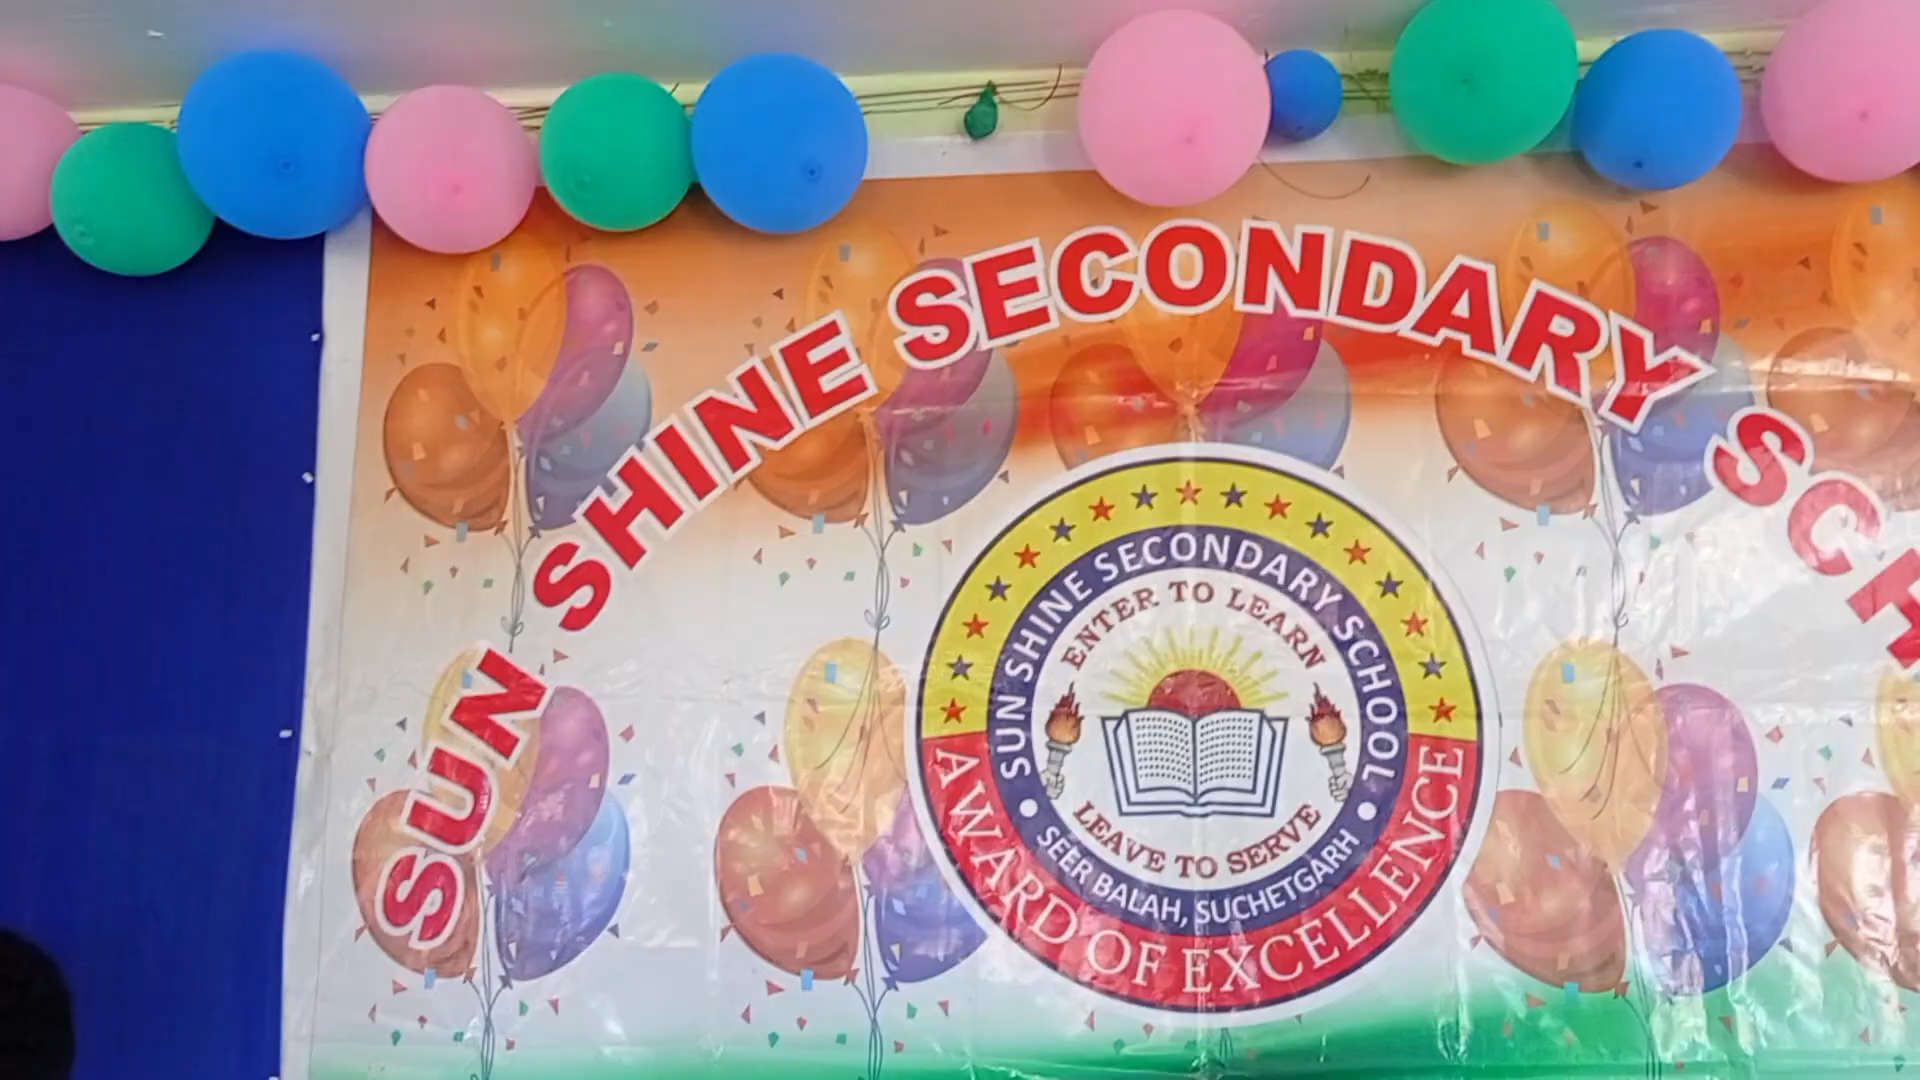 SUN SHINE SECONDARY SCH
SUN SHINE SECONDARY SCHOOL
ENTER TO LEARN
LEAVE TO SERVE
SEER BALAH, SUCHETGARH
AWARD OF EXCELLENCE